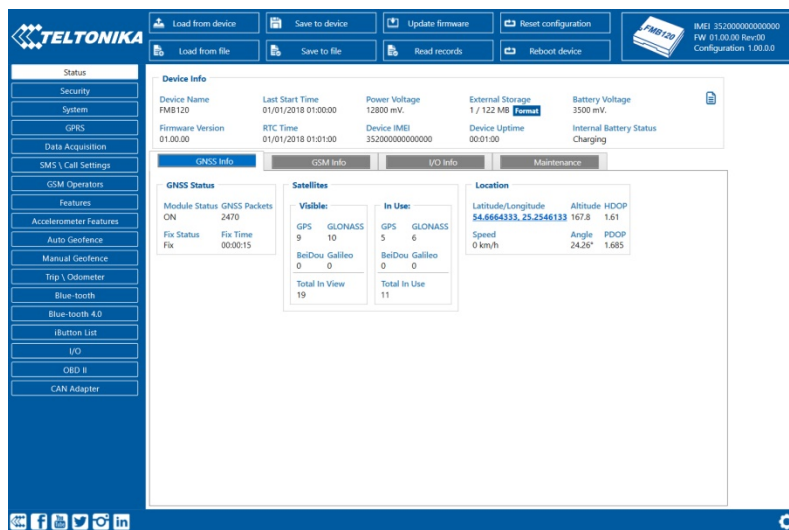 TELTONIKA
Load from device
Save to device
Update firmware
Reset configuration
Load from file
Save to file
Read records
Reboot device
FMB120
IMEI 352000000000000
FW 01.00.00 Rev:00
Configuration 1.00.0.0
Status
Security
System
GPRS
Data Acquisition
SMS \ Call Settings
GSM Operators
Features
Accelerometer Features
Auto Geofence
Manual Geofence
Trip \ Odometer
Blue-tooth
Blue-tooth 4.0
iButton List
I/O
OBD II
CAN Adapter
Device Info
Device Name Last Start Time Power Voltage External Storage Battery Voltage
FMB120 01/01/2018 01:00:00 12800 mV. 1 / 122 MB Format 3500 mV.
Firmware Version RTC Time Device IMEI Device Uptime Internal Battery Status
01.00.00 01/01/2018 01:01:00 352000000000000 00:01:00 Charging
GNSS Info GSM Info I/O Info Maintenance
GNSS Status
Module Status GNSS Packets
ON 2470
Fix Status Fix Time
Fix 00:00:15
Satellites
Visible:
GPS GLONASS
9 10
BeiDou Galileo
0 0
Total In View
19
In Use:
GPS GLONASS
5 6
BeiDou Galileo
0 0
Total In Use
11
Location
Latitude/Longitude Altitude HDOP
54.6664333, 25.2546133 167.8 1.61
Speed Angle PDOP
0 km/h 24.26° 1.685